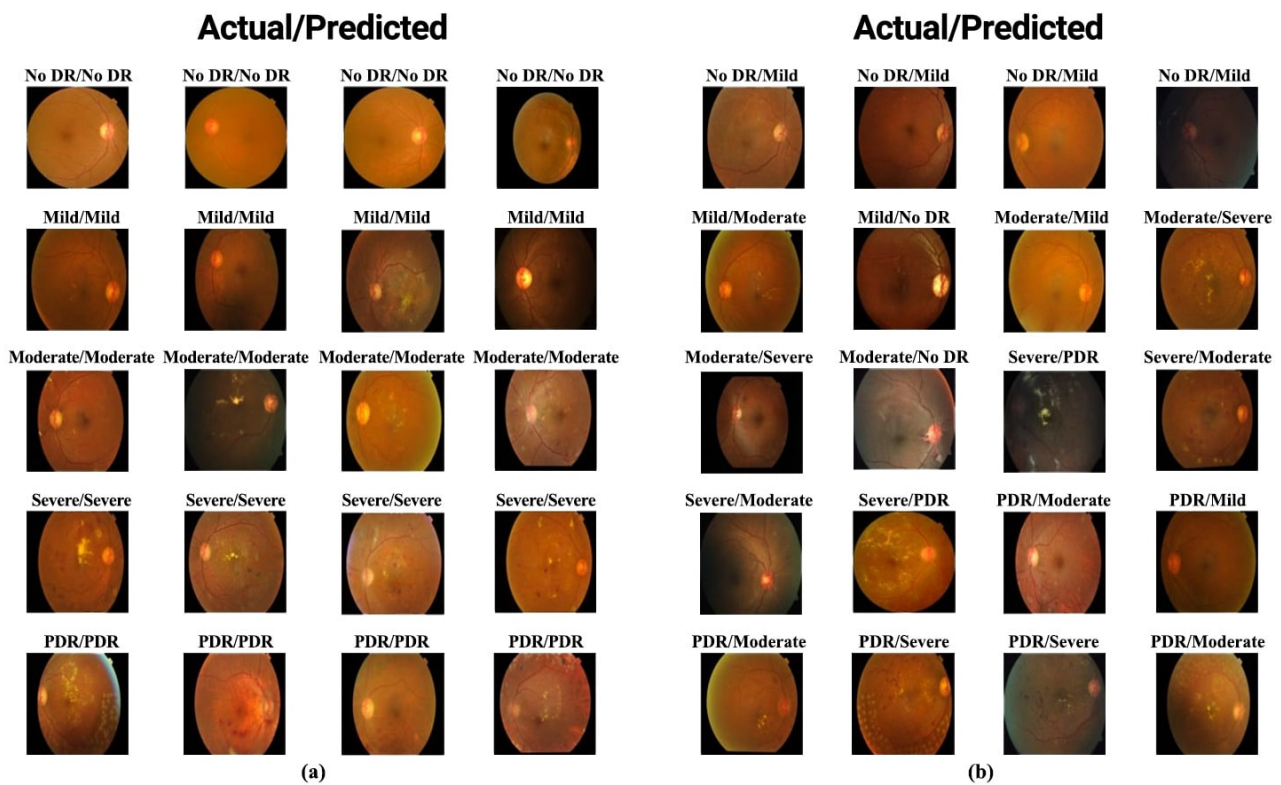 Actual/Predicted
No DR/No DR No DR/No DR No DR/No DR No DR/No DR
Mild/Mild Mild/Mild Mild/Mild Mild/Mild
Moderate/Moderate Moderate/Moderate Moderate/Moderate Moderate/Moderate
Severe/Severe Severe/Severe Severe/Severe Severe/Severe
PDR/PDR PDR/PDR PDR/PDR PDR/PDR
(a)
Actual/Predicted
No DR/Mild No DR/Mild No DR/Mild No DR/Mild
Mild/Moderate Mild/No DR Moderate/Mild Moderate/Severe
Moderate/Severe Moderate/No DR Severe/PDR Severe/Moderate
Severe/Moderate Severe/PDR PDR/Moderate PDR/Mild
PDR/Moderate PDR/Severe PDR/Severe PDR/Moderate
(b)